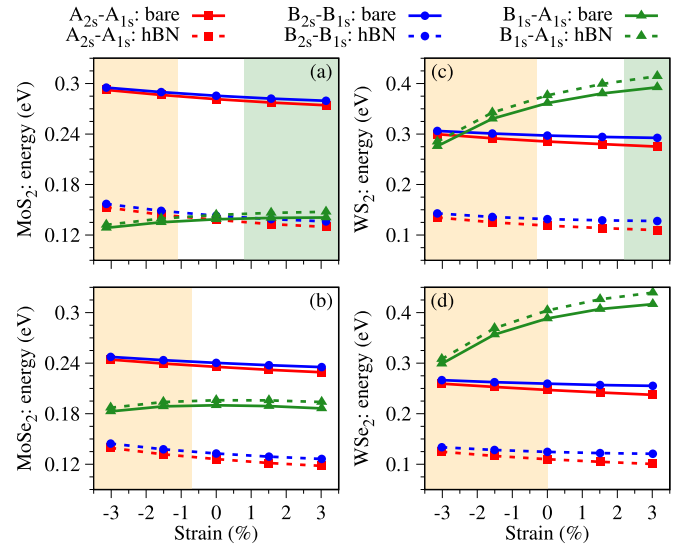 A2s-A1s: bare B2s-B1s: bare B1s-A1s: bare
A2s-A1s: hBN B2s-B1s: hBN B1s-A1s: hBN
(a)
MoS2: energy (eV)
0.3
0.24
0.18
0.12
(c)
WS2: energy (eV)
0.4
0.3
0.2
0.1
(b)
MoSe2: energy (eV)
0.3
0.24
0.18
0.12
-3 -2 -1 0 1 2 3
Strain (%)
(d)
WSe2: energy (eV)
0.4
0.3
0.2
0.1
-3 -2 -1 0 1 2 3
Strain (%)